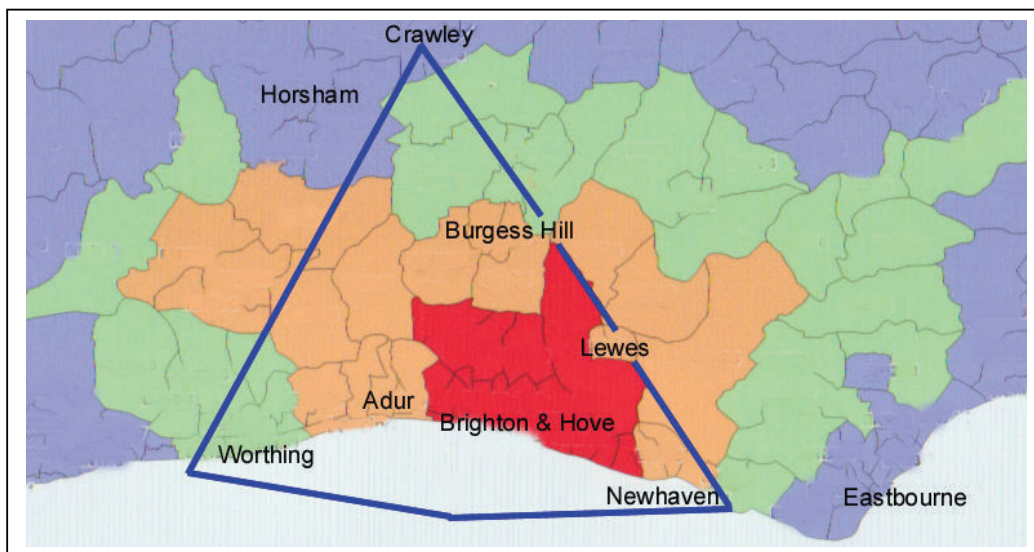 Crawley
Horsham
Burgess Hill
Lewes
Adur
Brighton & Hove
Worthing
Newhaven
Eastbourne